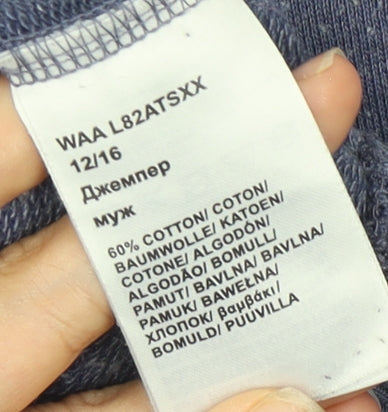 WAA L82ATSXX
12/16
Джемпер
муж
60% COTTON/ COTON/
BAUMWOLLE/ KATOEN/
COTONE/ ALGODÓN/
ALGODÃO/ BOMULL/
PAMUT/ BAVLNA/ BAVLNA/
PAMUK/ BAWEŁNA/
ХЛОПОК/ βαμβάκι/
BOMULD/ PUUVILLA